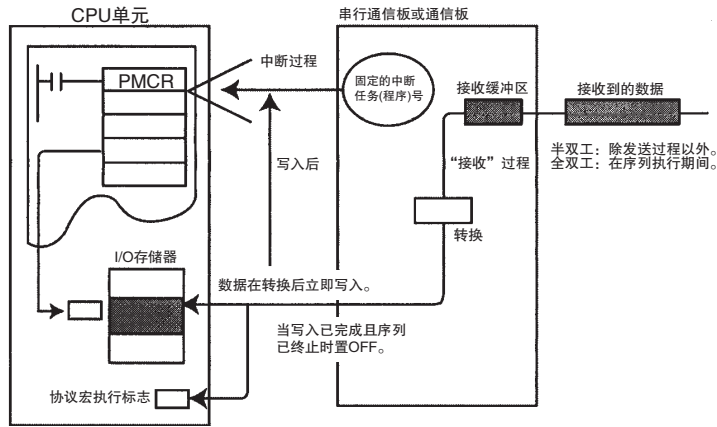 CPU单元
串行通信板或通信板
PMCR
中断过程
固定的中断
任务(程序)号
接收缓冲区
接收到的数据
写入后
“接收”过程
半双工：除发送过程以外。
全双工：在序列执行期间。
转换
I/O存储器
数据在转换后立即写入。
当写入已完成且序列
已终止时置OFF。
协议宏执行标志